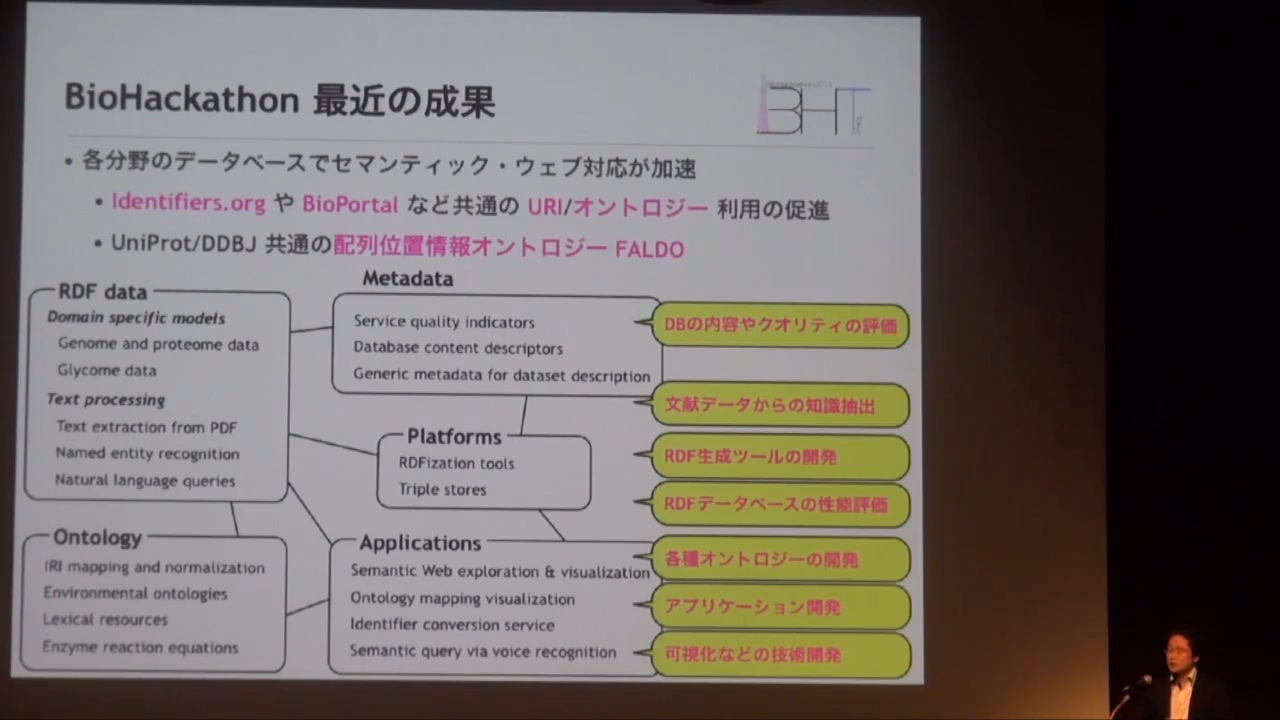 BioHackathon 最近の成果
BHT
• 各分野のデータベースでセマンティック・ウェブ対応が加速
• Identifiers.org や BioPortal など共通の URI/オントロジー 利用の促進
• UniProt/DDBJ 共通の配列位置情報オントロジー FALDO
RDF data
Domain specific models
Genome and proteome data
Glycome data
Text processing
Text extraction from PDF
Named entity recognition
Natural language queries
Metadata
Service quality indicators
Database content descriptors
Generic metadata for dataset description
Platforms
RDFization tools
Triple stores
Ontology
IRI mapping and normalization
Environmental ontologies
Lexical resources
Enzyme reaction equations
Applications
Semantic Web exploration & visualization
Ontology mapping visualization
Identifier conversion service
Semantic query via voice recognition
DBの内容やクオリティの評価
文献データからの知識抽出
RDF生成ツールの開発
RDFデータベースの性能評価
各種オントロジーの開発
アプリケーション開発
可視化などの技術開発